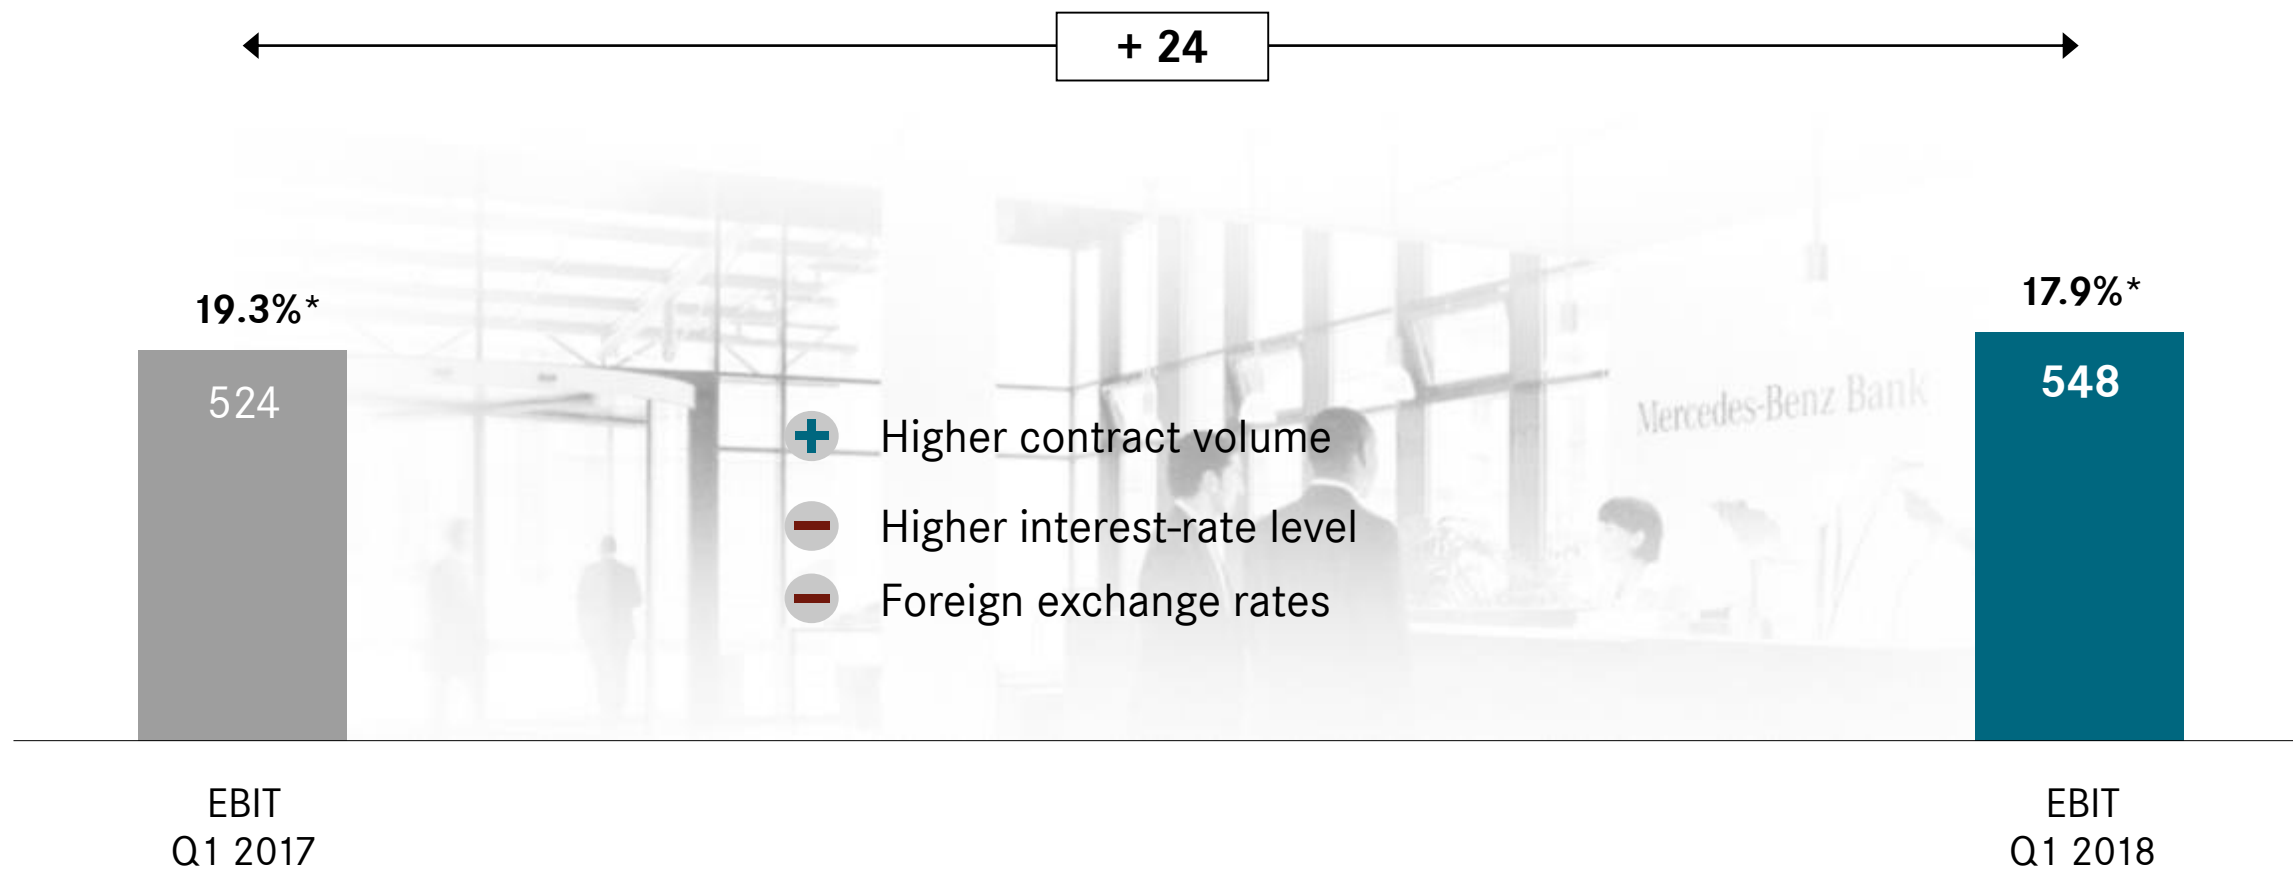 + 24
19.3%*
17.9%*
524
548
Mercedes-Benz Bank
Higher contract volume
Higher interest-rate level
Foreign exchange rates
EBIT
Q1 2017
EBIT
Q1 2018